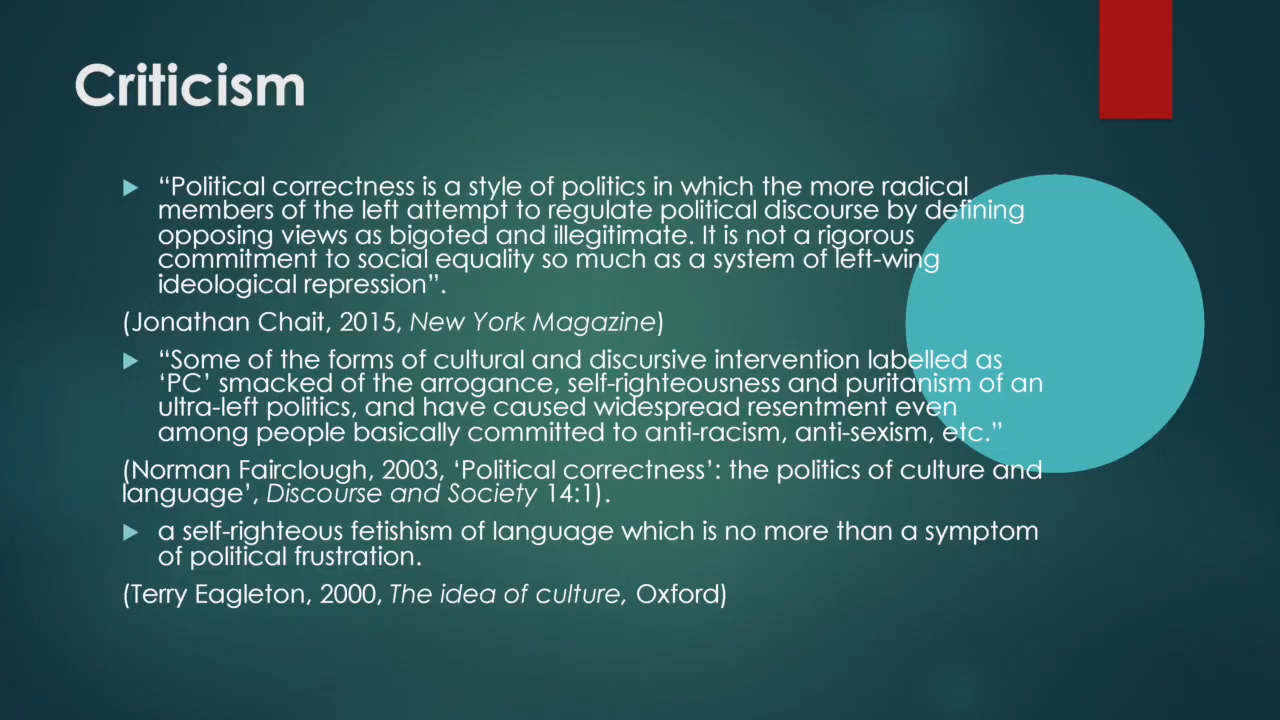 Criticism
“Political correctness is a style of politics in which the more radical
members of the left attempt to regulate political discourse by defining
opposing views as bigoted and illegitimate. It is not a rigorous
commitment to social equality so much as a system of left-wing
ideological repression”.
(Jonathan Chait, 2015, New York Magazine)
“Some of the forms of cultural and discursive intervention labelled as
‘PC’ smacked of the arrogance, self-righteousness and puritanism of an
ultra-left politics, and have caused widespread resentment even
among people basically committed to anti-racism, anti-sexism, etc.”
(Norman Fairclough, 2003, ‘Political correctness’: the politics of culture and
language’, Discourse and Society 14:1).
a self-righteous fetishism of language which is no more than a symptom
of political frustration.
(Terry Eagleton, 2000, The idea of culture, Oxford)